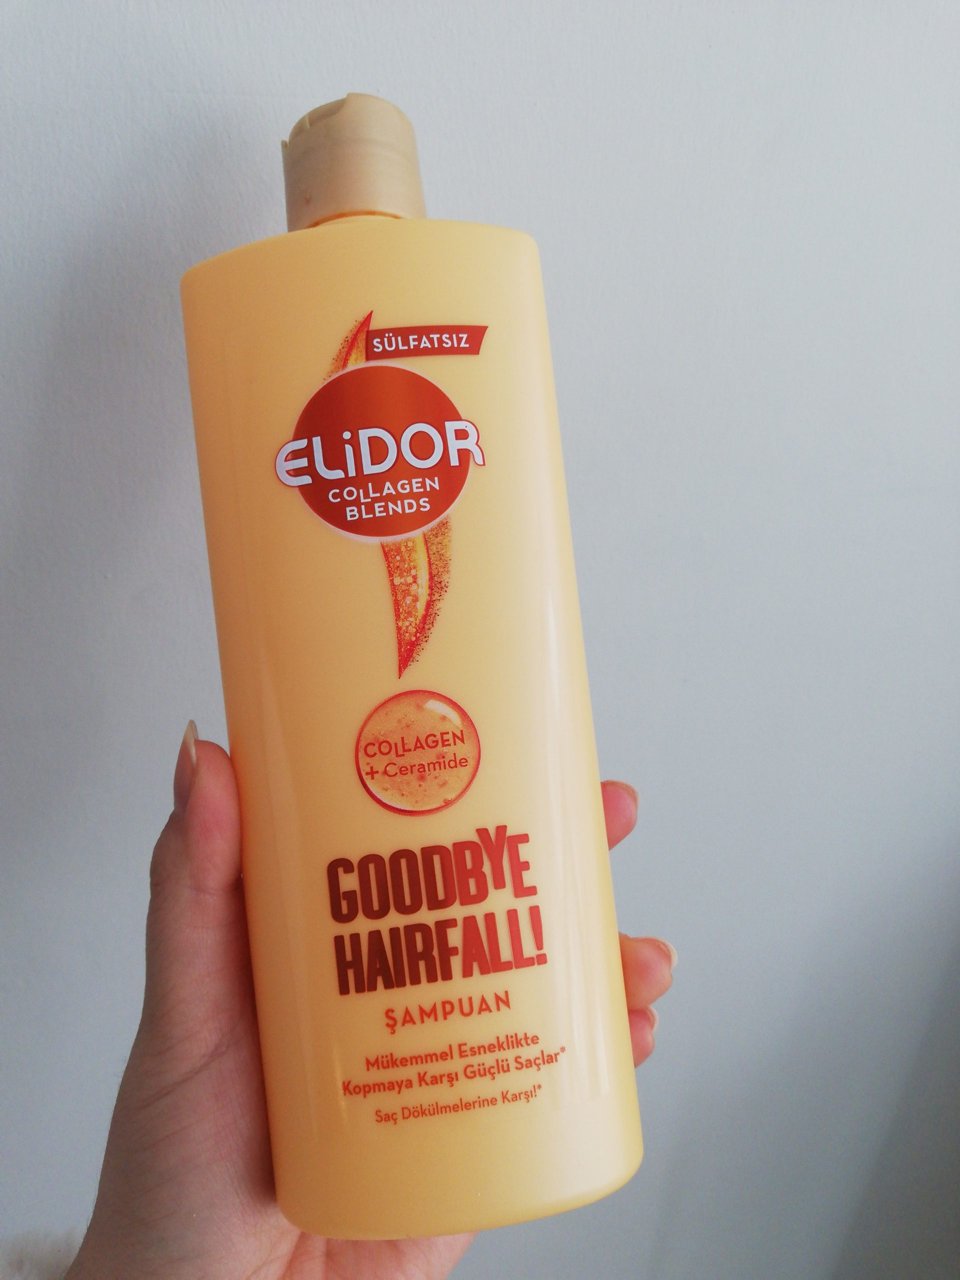 SÜLFATSIZ
ELiDOR
COLLAGEN
BLENDS
COLLAGEN
+ Ceramide
GOODBYE
HAIRFALL!
ŞAMPUAN
Mükemmel Esneklikte
Kopmaya Karşı Güçlü Saçlar*
Saç Dökülmelerine Karşı!*